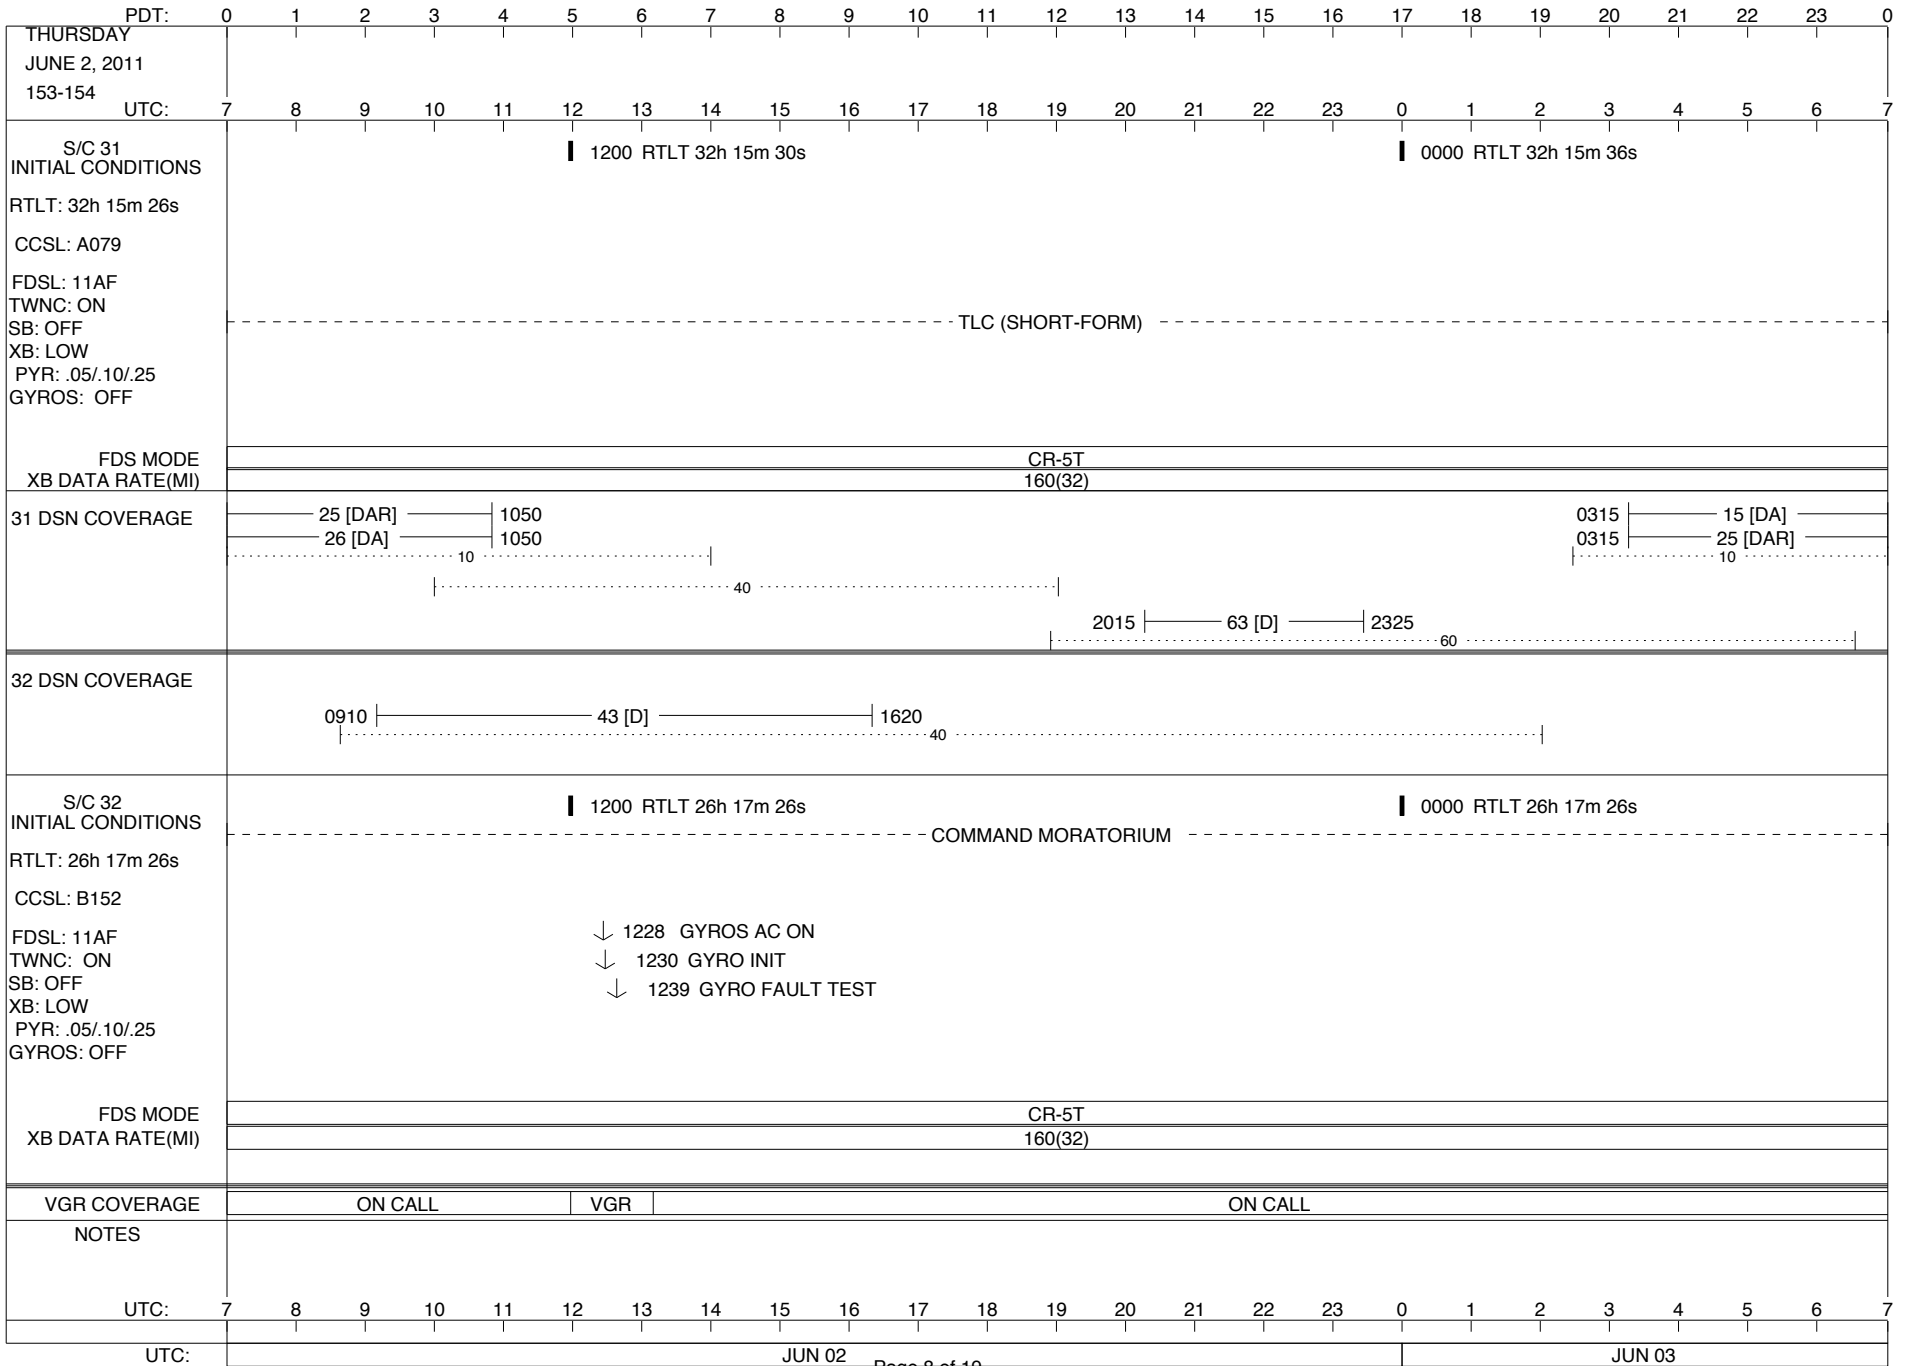 PDT: 0 1 2 3 4 5 6 7 8 9 10 11 12 13 14 15 16 17 18 19 20 21 22 23 0
THURSDAY
JUNE 2, 2011
153-154
UTC: 7 8 9 10 11 12 13 14 15 16 17 18 19 20 21 22 23 0 1 2 3 4 5 6 7
S/C 31
INITIAL CONDITIONS
1200 RTLT 32h 15m 30s
0000 RTLT 32h 15m 36s
RTLT: 32h 15m 26s
CCSL: A079
FDSL: 11AF
TWNC: ON
SB: OFF
TLC (SHORT-FORM)
XB: LOW
PYR: .05/.10/.25
GYROS: OFF
FDS MODE CR-5T
XB DATA RATE(MI) 160(32)
31 DSN COVERAGE
25 [DAR] 1050
0315 15 [DA]
26 [DA] 1050
0315 25 [DAR]
10
10
40
2015 63 [D] 2325
60
32 DSN COVERAGE
0910 43 [D] 1620
40
S/C 32
INITIAL CONDITIONS
1200 RTLT 26h 17m 26s
0000 RTLT 26h 17m 26s
COMMAND MORATORIUM
RTLT: 26h 17m 26s
CCSL: B152
FDSL: 11AF
TWNC: ON
SB: OFF
XB: LOW
PYR: .05/.10/.25
GYROS: OFF
1228 GYROS AC ON
1230 GYRO INIT
1239 GYRO FAULT TEST
FDS MODE CR-5T
XB DATA RATE(MI) 160(32)
VGR COVERAGE ON CALL VGR ON CALL
NOTES
UTC: 7 8 9 10 11 12 13 14 15 16 17 18 19 20 21 22 23 0 1 2 3 4 5 6 7
UTC: JUN 02 JUN 03
Page 8 of 19